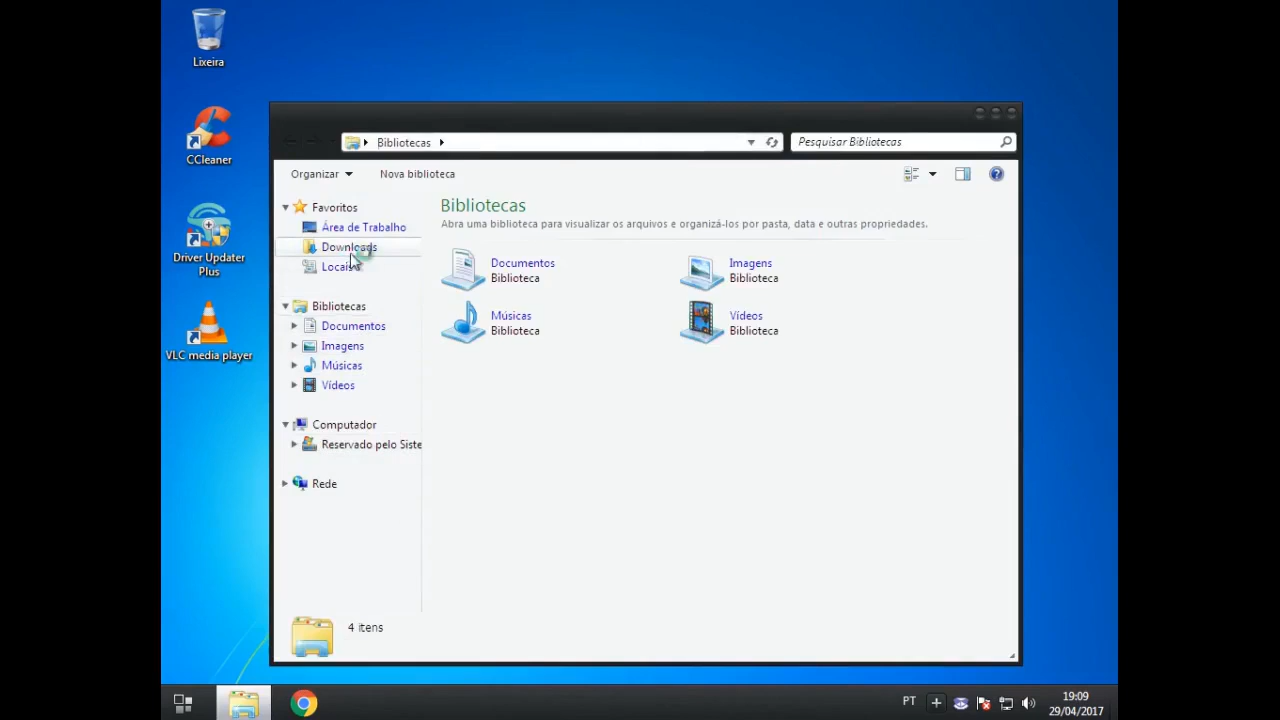 Lixeira
CCleaner
Driver Updater
Plus
VLC media player
Bibliotecas
Pesquisar Bibliotecas
Organizar
Nova biblioteca
Favoritos
Área de Trabalho
Downloads
Locais
Bibliotecas
Documentos
Imagens
Músicas
Vídeos
Computador
Reservado pelo Siste
Rede
Bibliotecas
Abra uma biblioteca para visualizar os arquivos e organizá-los por pasta, data e outras propriedades.
Documentos
Biblioteca
Imagens
Biblioteca
Músicas
Biblioteca
Vídeos
Biblioteca
4 itens
PT
19:09
29/04/2017